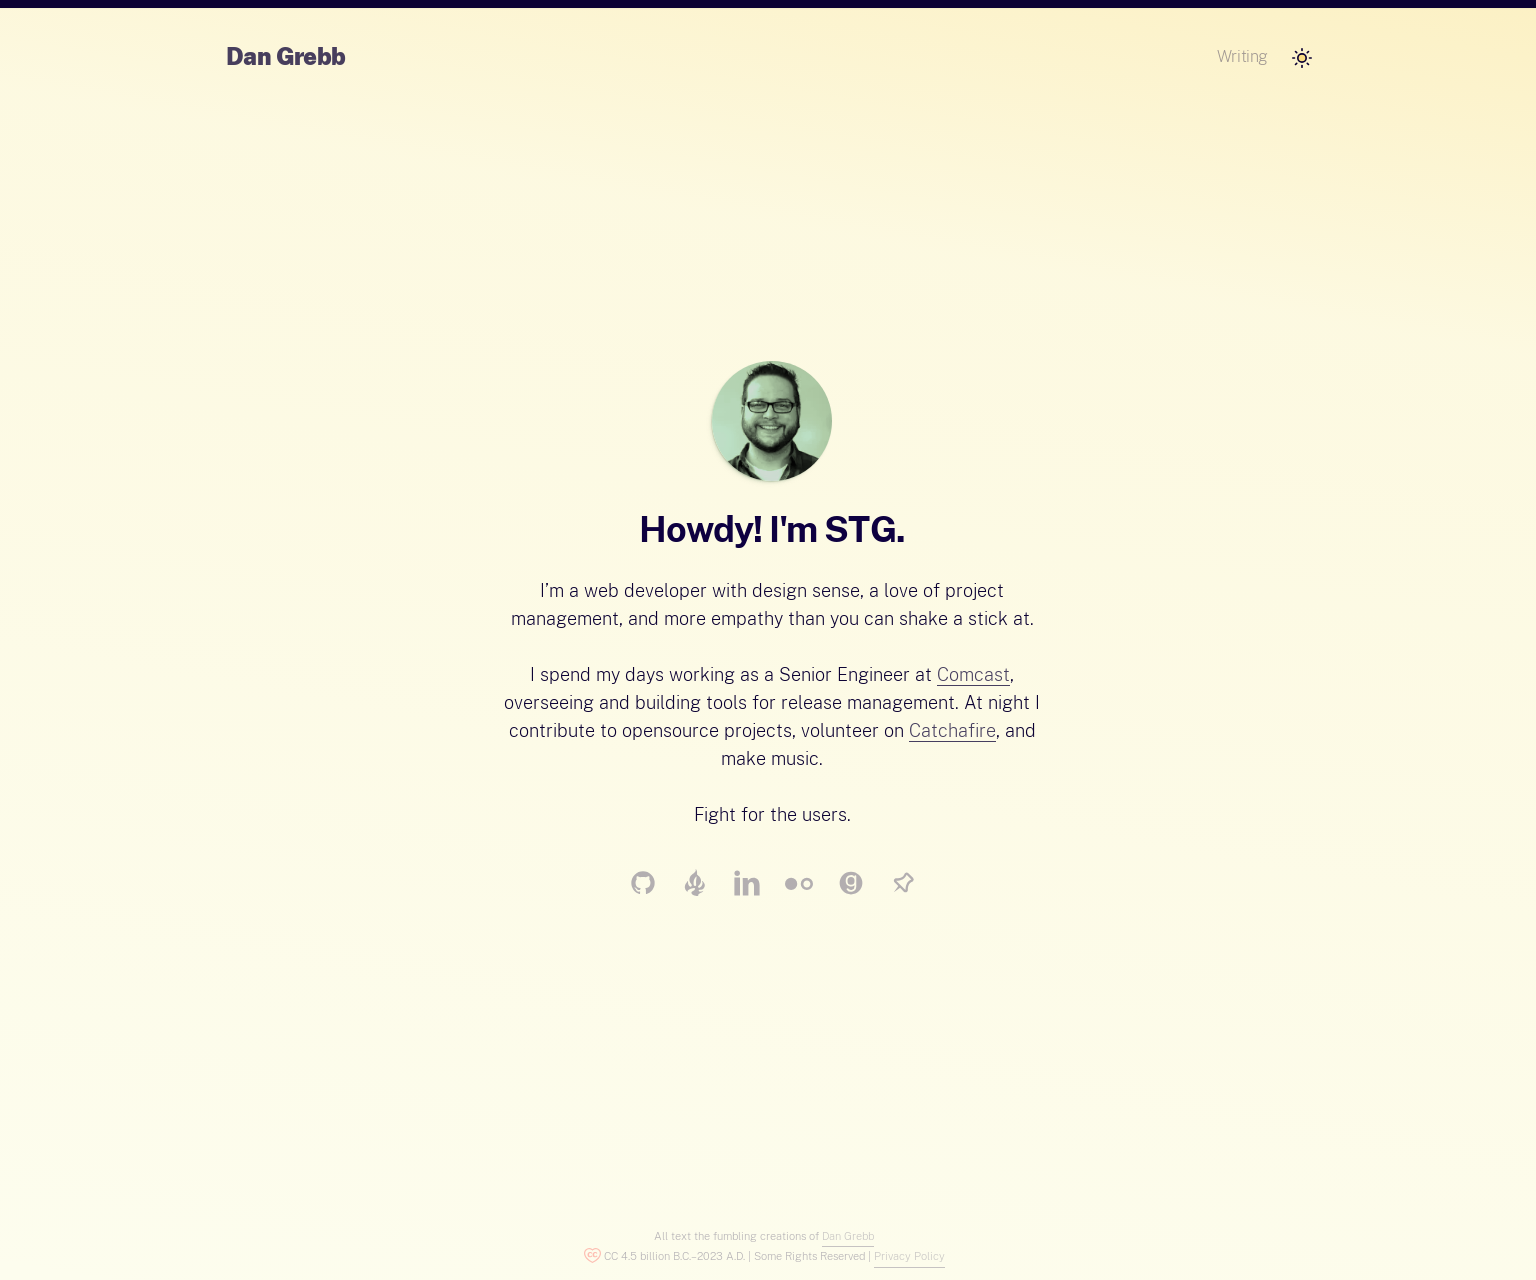 Dan Grebb
Writing
Howdy! I'm STG.
I’m a web developer with design sense, a love of project
management, and more empathy than you can shake a stick at.
I spend my days working as a Senior Engineer at Comcast,
overseeing and building tools for release management. At night I
contribute to opensource projects, volunteer on Catchafire, and
make music.
Fight for the users.
All text the fumbling creations of Dan Grebb
CC 4.5 billion B.C.–2023 A.D. | Some Rights Reserved | Privacy Policy